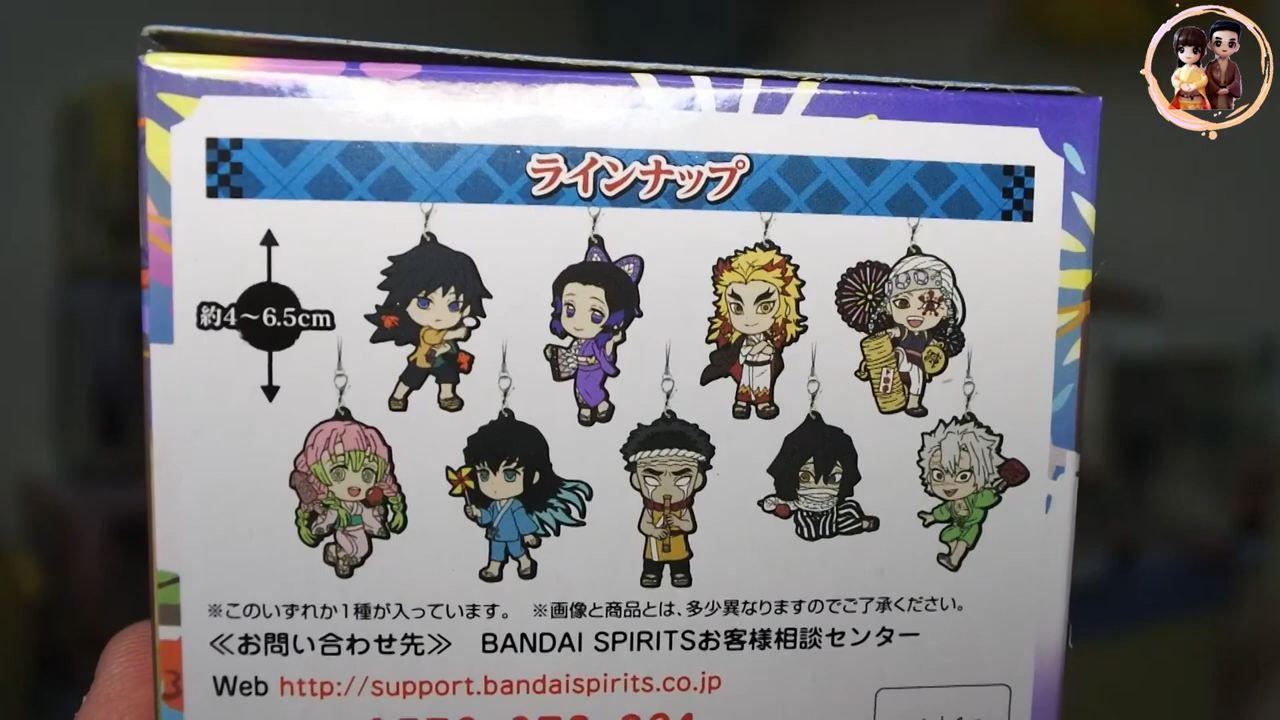 ラインナップ
約4〜6.5cm
※このいずれか1種が入っています。 ※画像と商品とは、多少異なりますのでご了承ください。
≪お問い合わせ先≫ BANDAI SPIRITSお客様相談センター
Web http://support.bandaispirits.co.jp